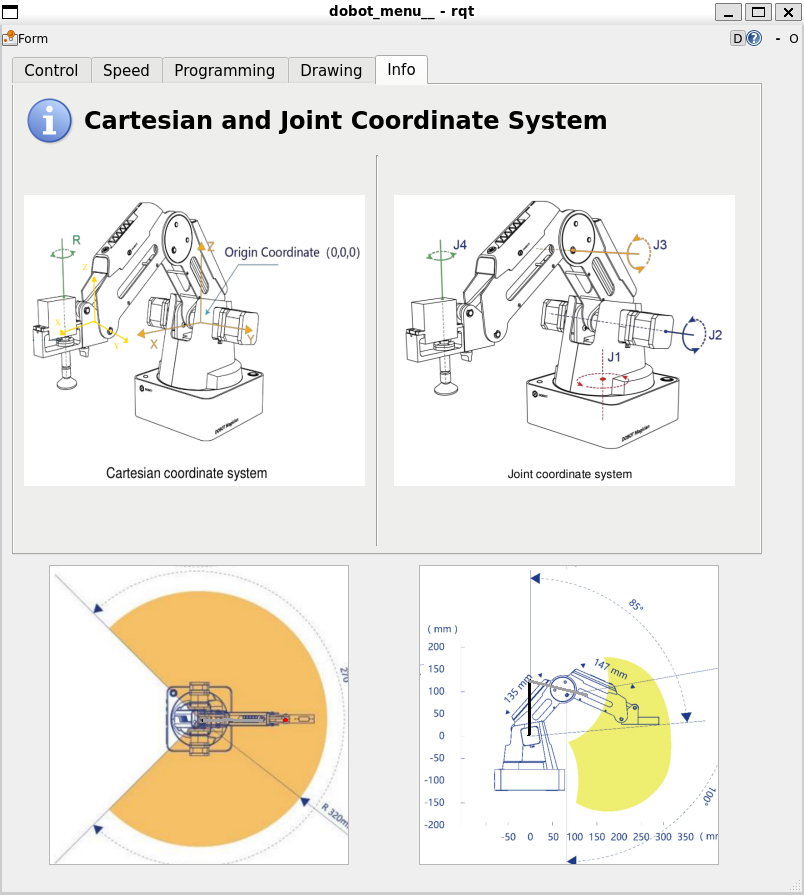 dobot_menu__ - rqt
Form
D
- O
Control Speed Programming Drawing Info
Cartesian and Joint Coordinate System
R
Z
Origin Coordinate (0,0,0)
Z
X
Y
X
Y
DOBOT
DOBOT Magician
Cartesian coordinate system
J4
J3
J2
J1
DOBOT
DOBOT Magician
Joint coordinate system
270
R 320mm
85°
( mm )
200
150
100
50
0
-50
-100
-150
-200
135 mm
147 mm
100°
-50 0 50 100 150 200 250 300 350 (mm